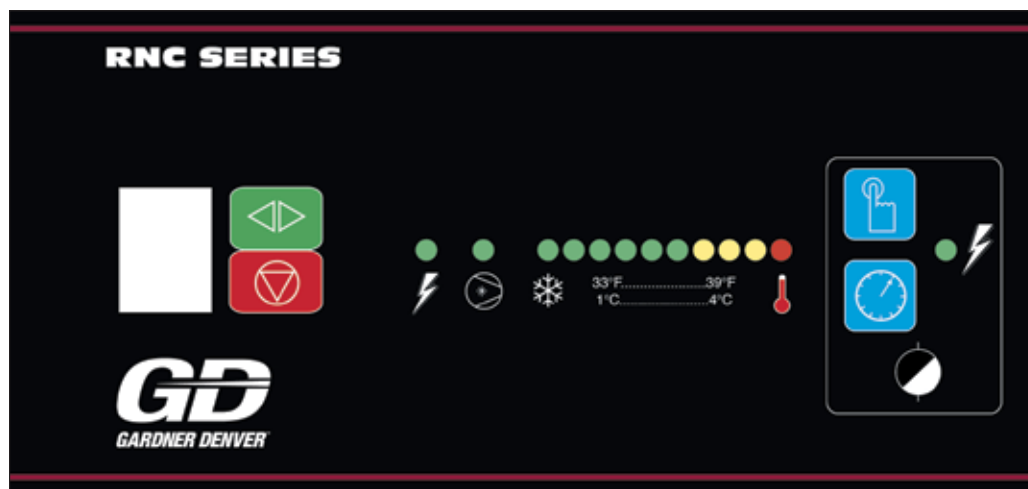 RNC SERIES
33°F.......................39°F
1°C........................4°C
GD
GARDNER DENVER